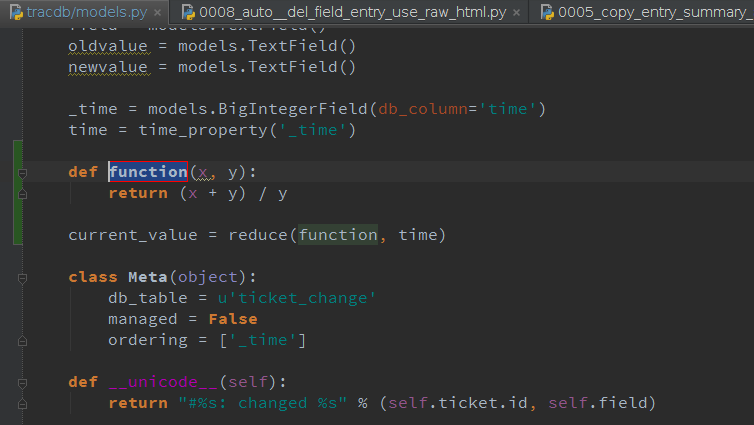 tracdb/models.py × 0008_auto__del_field_entry_use_raw_html.py × 0005_copy_entry_summary_
oldvalue = models.TextField()
newvalue = models.TextField()
_time = models.BigIntegerField(db_column='time')
time = time_property('_time')
def function(x, y):
return (x + y) / y
current_value = reduce(function, time)
class Meta(object):
db_table = u'ticket_change'
managed = False
ordering = ['_time']
def __unicode__(self):
return "#%s: changed %s" % (self.ticket.id, self.field)